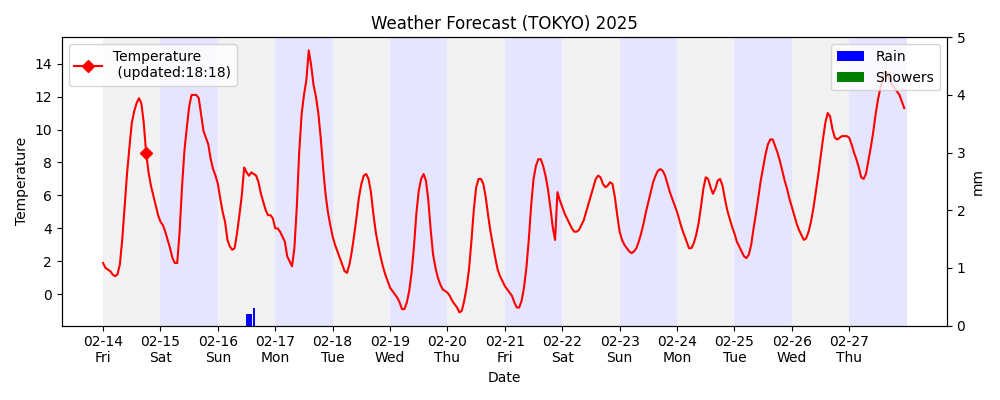 Weather Forecast (TOKYO) 2025
Temperature
(updated:18:18)
Rain
Showers
14
12
10
8
6
4
2
0
Temperature
5
4
3
2
1
0
mm
02-14 02-15 02-16 02-17 02-18 02-19 02-20 02-21 02-22 02-23 02-24 02-25 02-26 02-27
Fri Sat Sun Mon Tue Wed Thu Fri Sat Sun Mon Tue Wed Thu
Date